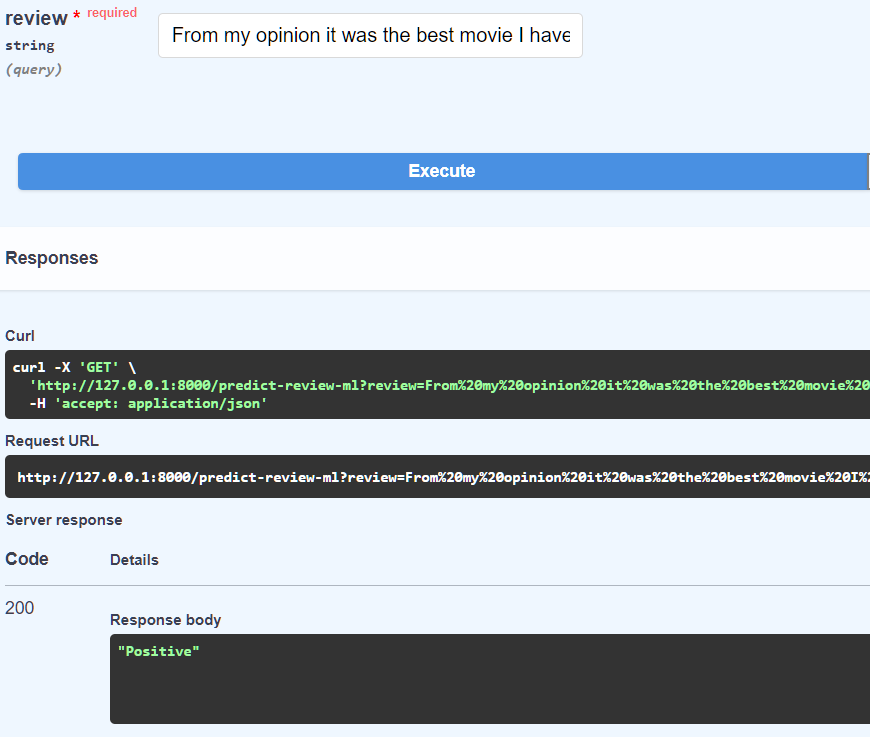 review * required
string
(query)
From my opinion it was the best movie I have
Execute
Responses
Curl
curl -X 'GET' \
'http://127.0.0.1:8000/predict-review-ml?review=From%20my%20opinion%20it%20was%20the%20best%20movie%20
-H 'accept: application/json'
Request URL
http://127.0.0.1:8000/predict-review-ml?review=From%20my%20opinion%20it%20was%20the%20best%20movie%20I%2
Server response
Code Details
200
Response body
"Positive"